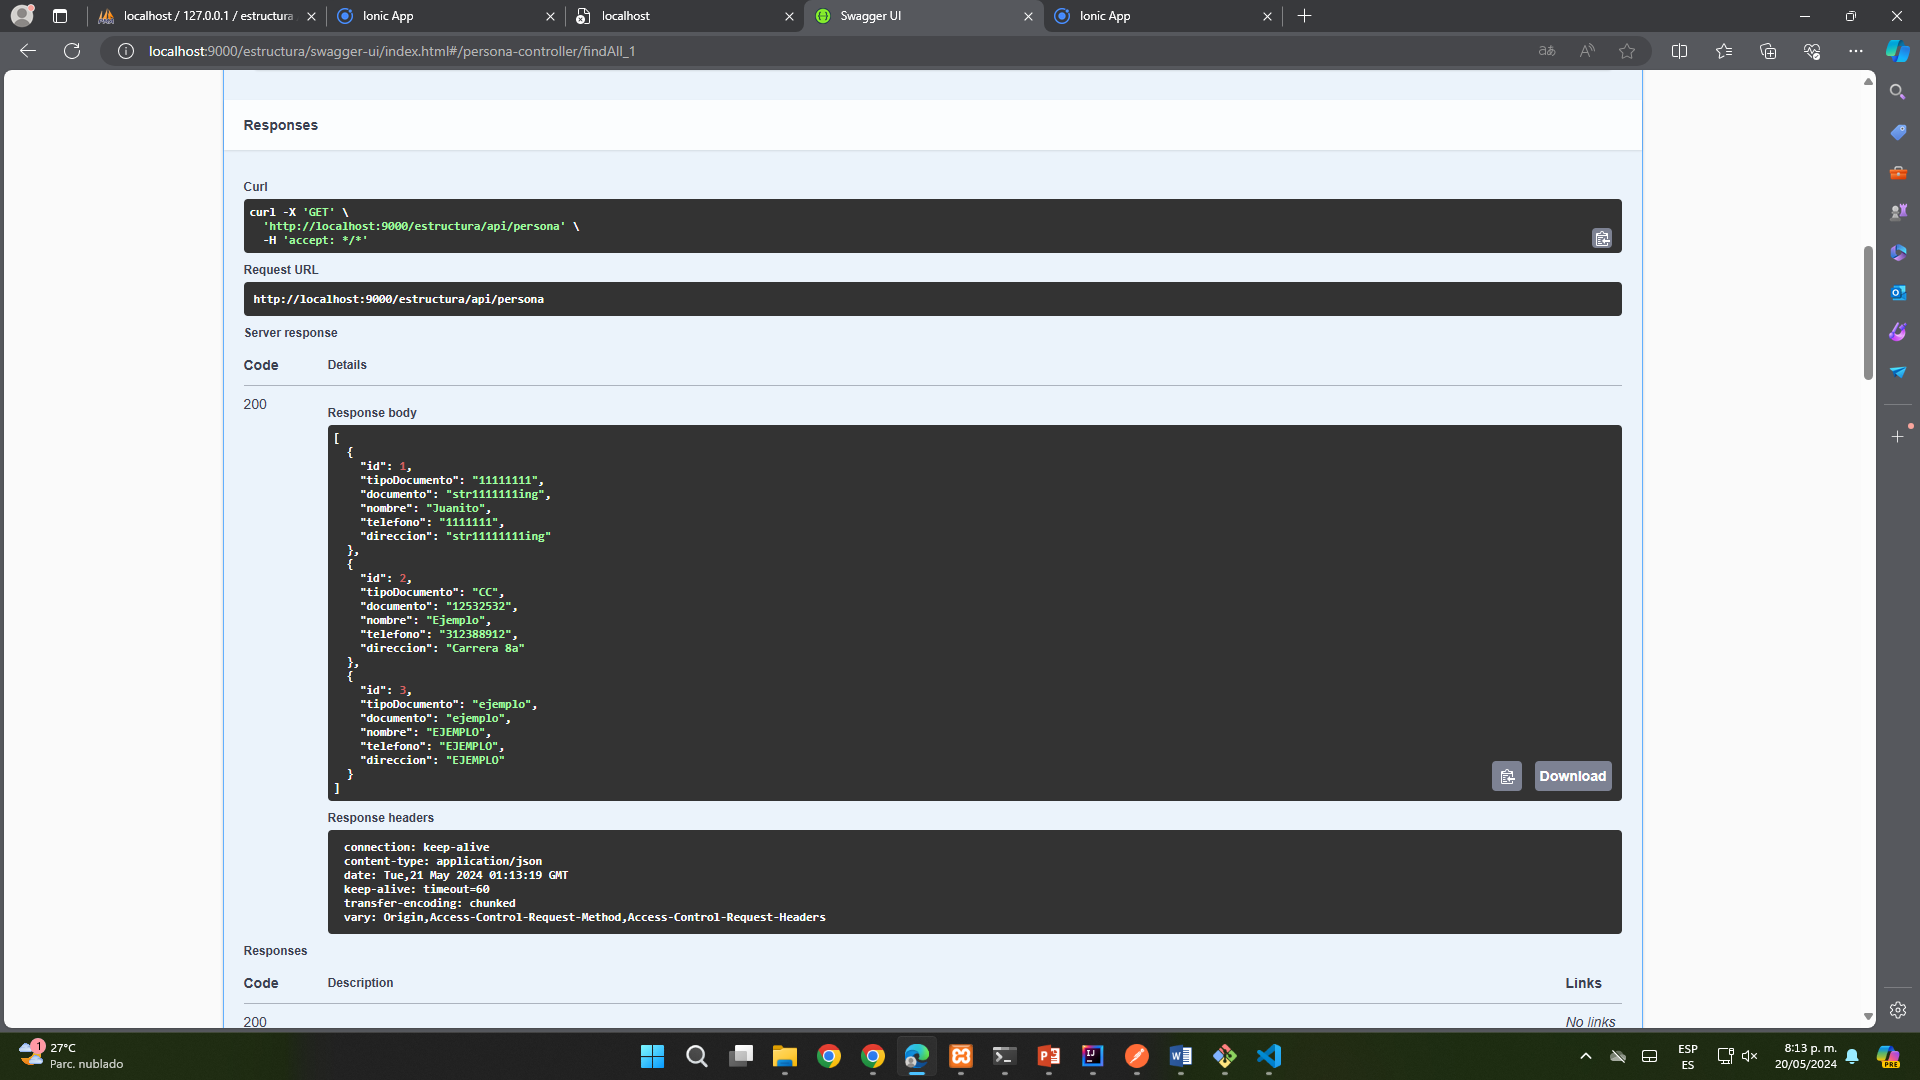 localhost / 127.0.0.1 / estructura
Ionic App
localhost
Swagger UI
Ionic App
localhost:9000/estructura/swagger-ui/index.html#/persona-controller/findAll_1
Responses
Curl
curl -X 'GET' \
'http://localhost:9000/estructura/api/persona' \
-H 'accept: */*'
Request URL
http://localhost:9000/estructura/api/persona
Server response
Code Details
200
Response body
[
{
"id": 1,
"tipoDocumento": "11111111",
"documento": "str1111111ing",
"nombre": "Juanito",
"telefono": "1111111",
"direccion": "str11111111ing"
},
{
"id": 2,
"tipoDocumento": "CC",
"documento": "12532532",
"nombre": "Ejemplo",
"telefono": "312388912",
"direccion": "Carrera 8a"
},
{
"id": 3,
"tipoDocumento": "ejemplo",
"documento": "ejemplo",
"nombre": "EJEMPLO",
"telefono": "EJEMPLO",
"direccion": "EJEMPLO"
}
]
Download
Response headers
connection: keep-alive
content-type: application/json
date: Tue,21 May 2024 01:13:19 GMT
keep-alive: timeout=60
transfer-encoding: chunked
vary: Origin,Access-Control-Request-Method,Access-Control-Request-Headers
Responses
Code Description Links
200 No links
1
27°C
Parc. nublado
ESP
ES
8:13 p. m.
20/05/2024
PRE